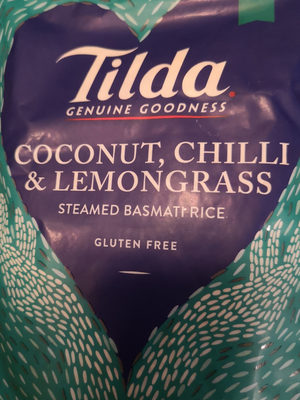 Tilda
GENUINE GOODNESS
COCONUT, CHILLI
& LEMONGRASS
STEAMED BASMATI RICE
GLUTEN FREE